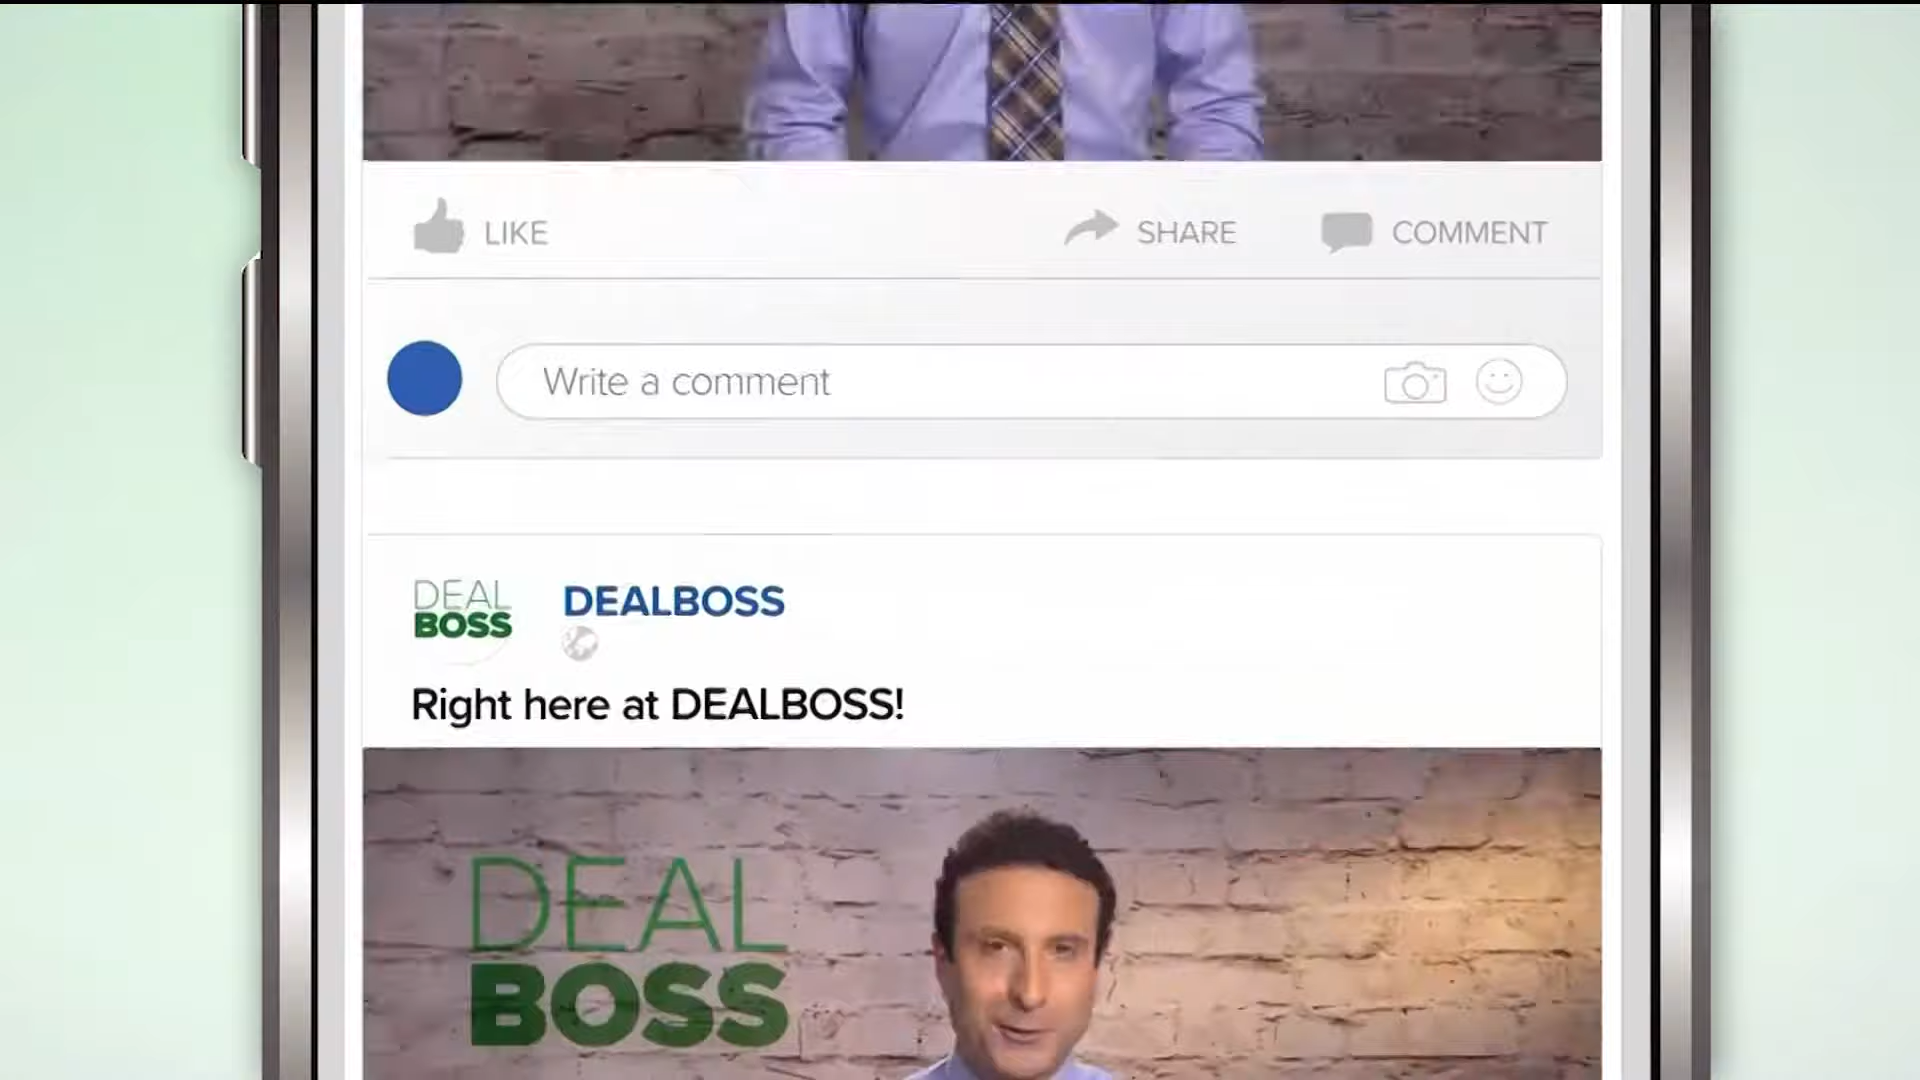 LIKE
SHARE
COMMENT
Write a comment
DEAL
BOSS
DEALBOSS
Right here at DEALBOSS!
DEAL
BOSS